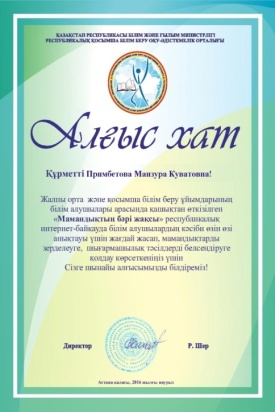 ҚАЗАҚСТАН РЕСПУБЛИКАСЫ БІЛІМ ЖӘНЕ ҒЫЛЫМ МИНИСТРЛІГІ
РЕСПУБЛИКАЛЫҚ ҚОСЫМША БІЛІМ БЕРУ ОҚУ-ӘДІСТЕМЕЛІК ОРТАЛЫҒЫ
Алғыс хат
Құрметті Примбетова Манзура Куватовна!
Жалпы орта және қосымша білім беру ұйымдарының
білім алушылары арасында қашықтан өткізілген
«Мамандықтың бәрі жақсы» республикалық
интернет-байқауда білім алушылардың кәсіби өзін өзі
анықтауы үшін жағдай жасап, мамандықтарды
зерделеуге, шығармашылық тәсілдерді белсендіруге
қолдау көрсеткеніңіз үшін
Сізге шынайы алғысымызды білдіреміз!
Директор Р. Шер
Астана қаласы, 2016 жылғы наурыз